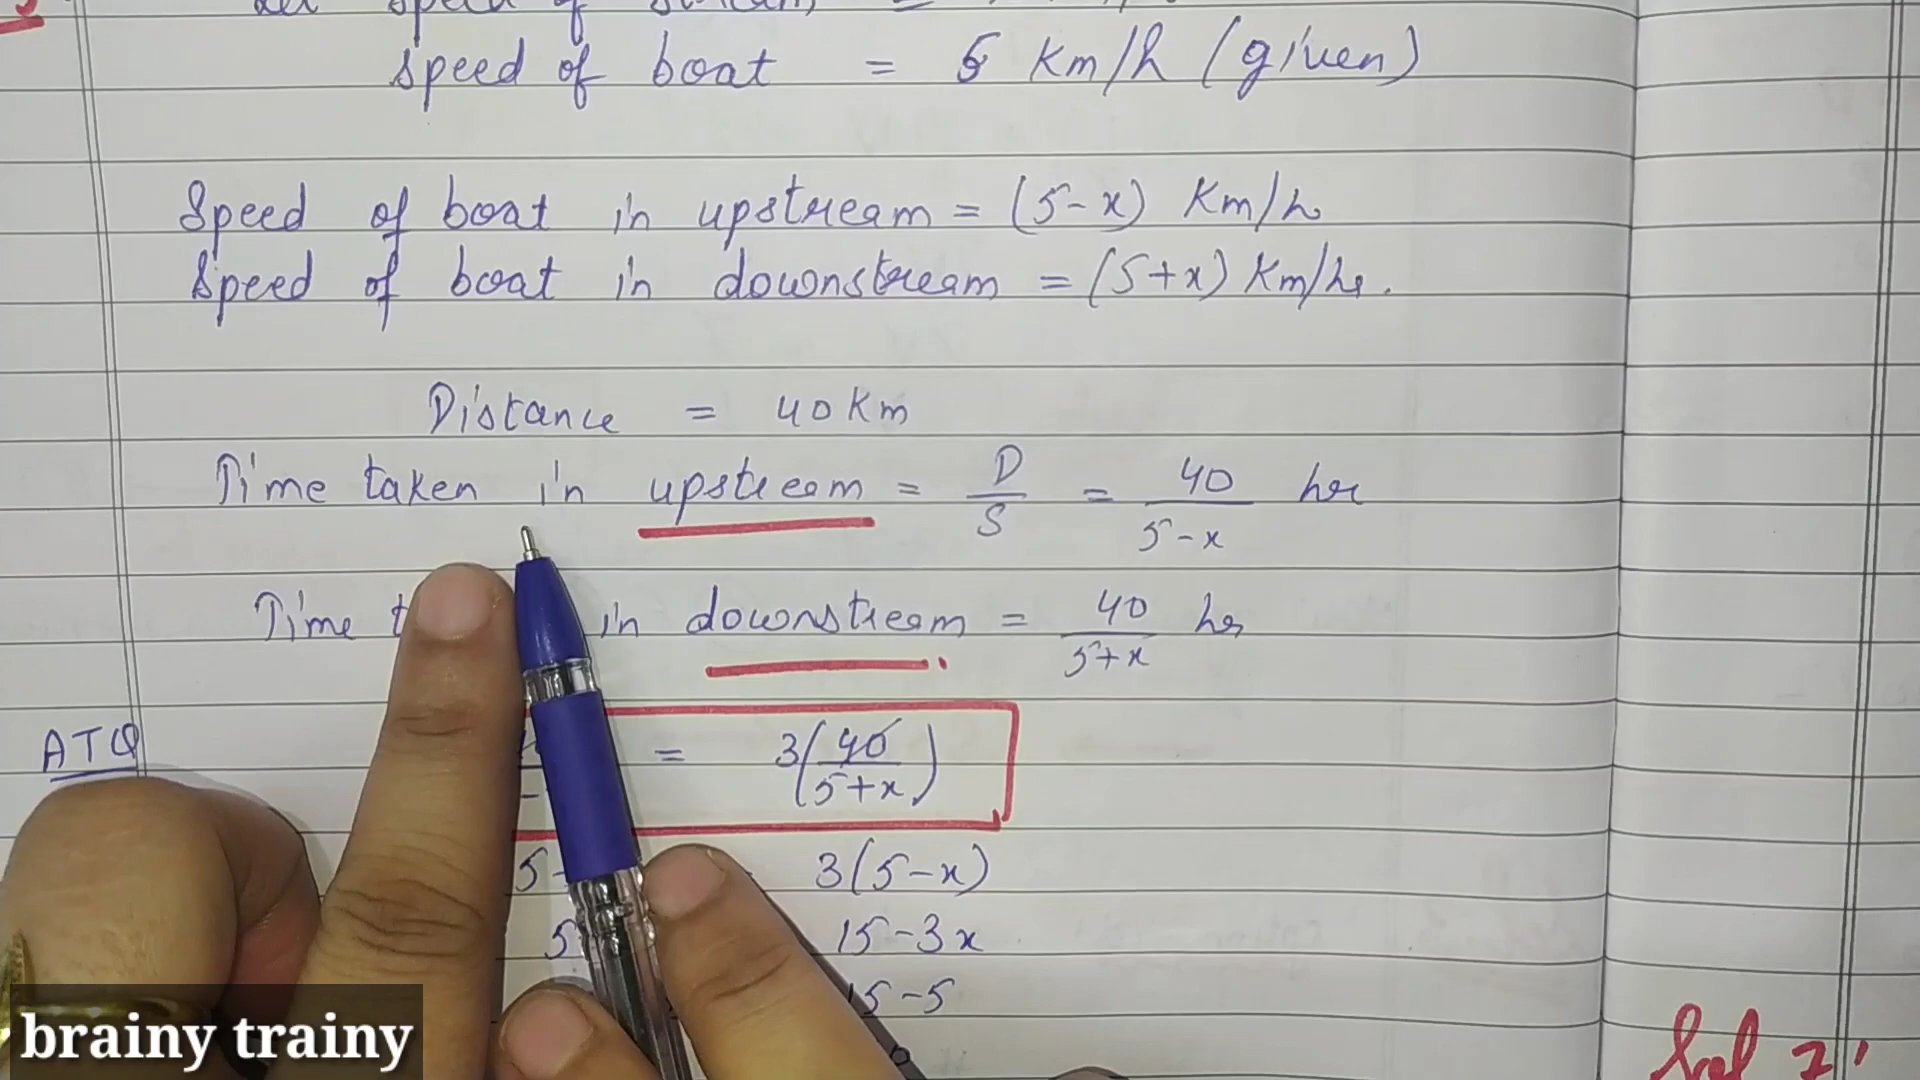 speed of boat = 5 Km/h (given)
Speed of boat in upstream = (5-x) Km/h
Speed of boat in downstream = (5+x) Km/hr.
Distance = 40 Km
Time taken in upstream = D/S = 40/5-x hr
Time in downstream = 40/5+x hr
ATQ = 3(40/5+x)
5- 3(5-x)
5 15-3x
15-5
brainy trainy